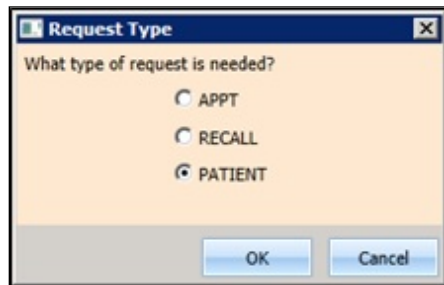 Request Type
What type of request is needed?
APPT
RECALL
PATIENT
OK Cancel